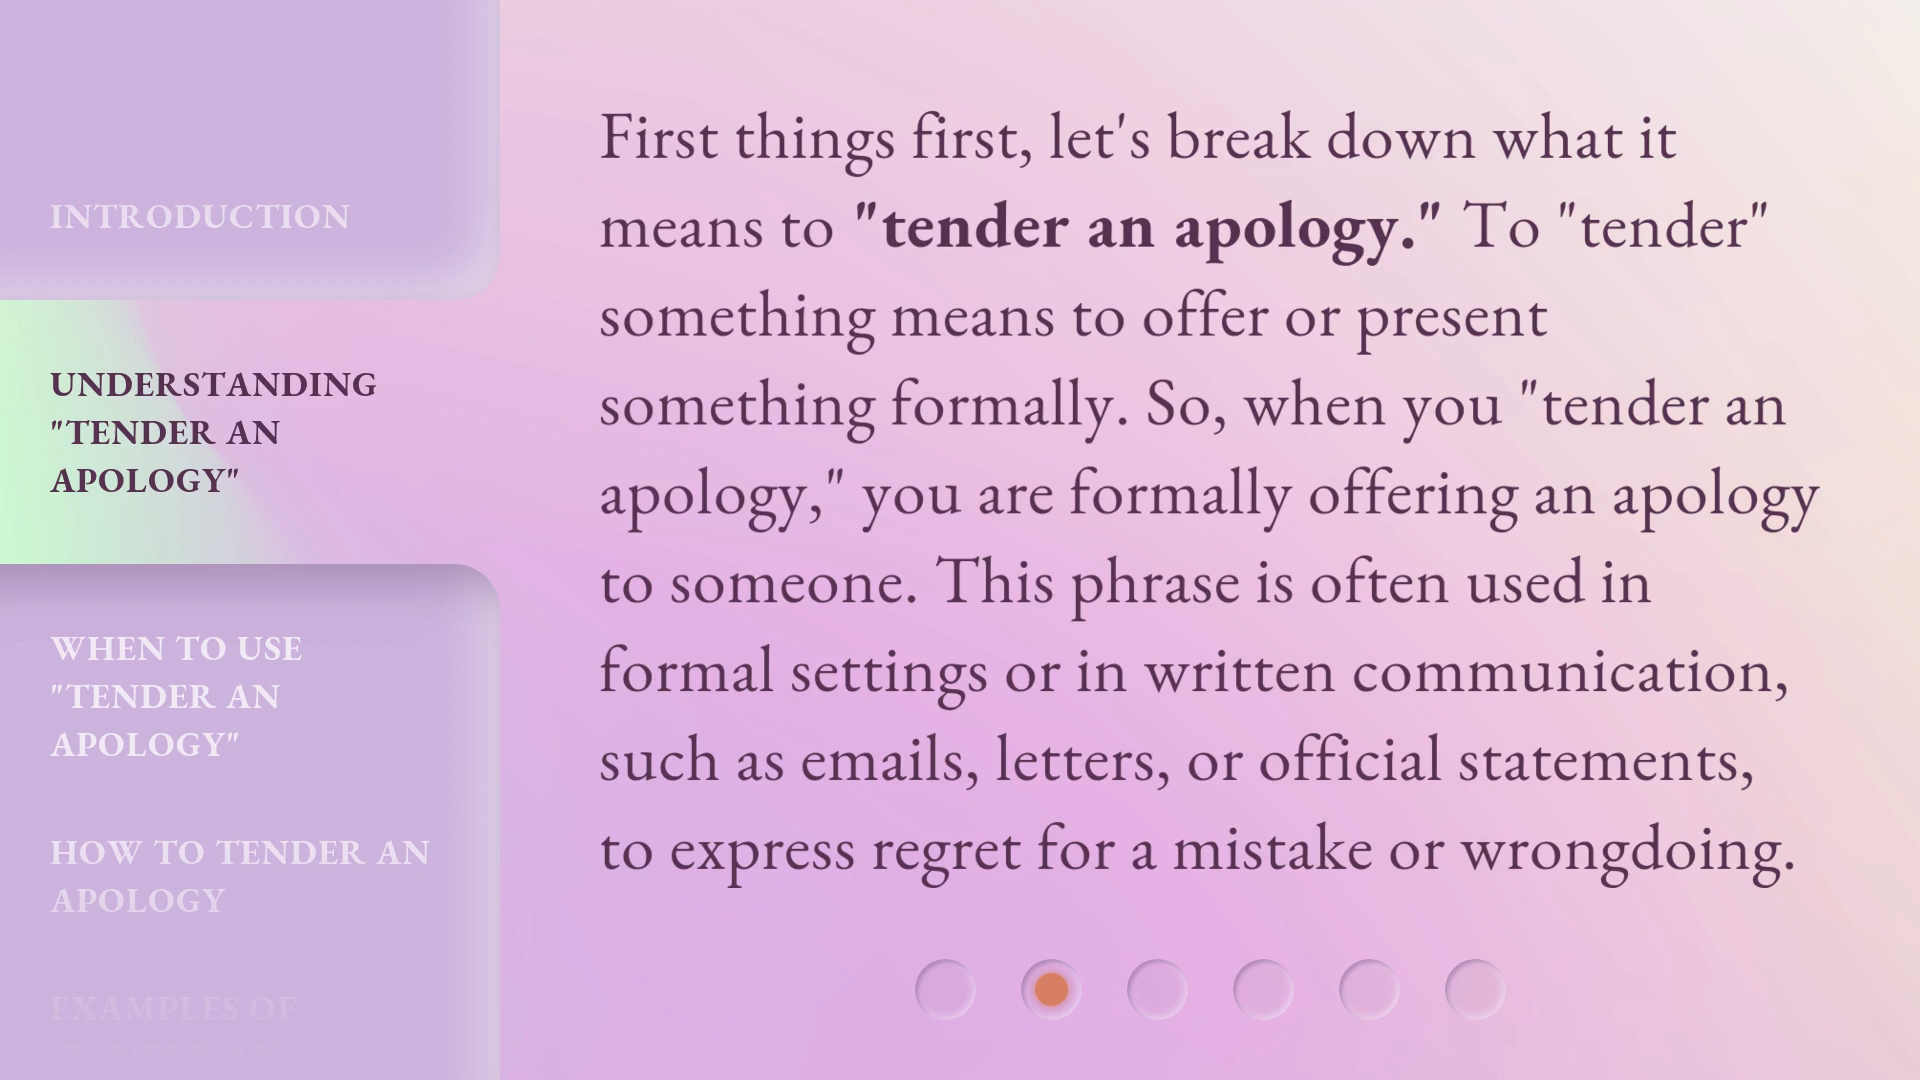 INTRODUCTION
UNDERSTANDING
"TENDER AN
APOLOGY"
WHEN TO USE
"TENDER AN
APOLOGY"
HOW TO TENDER AN
APOLOGY
EXAMPLES OF
"TENDER AN
First things first, let's break down what it
means to "tender an apology." To "tender"
something means to offer or present
something formally. So, when you "tender an
apology," you are formally offering an apology
to someone. This phrase is often used in
formal settings or in written communication,
such as emails, letters, or official statements,
to express regret for a mistake or wrongdoing.